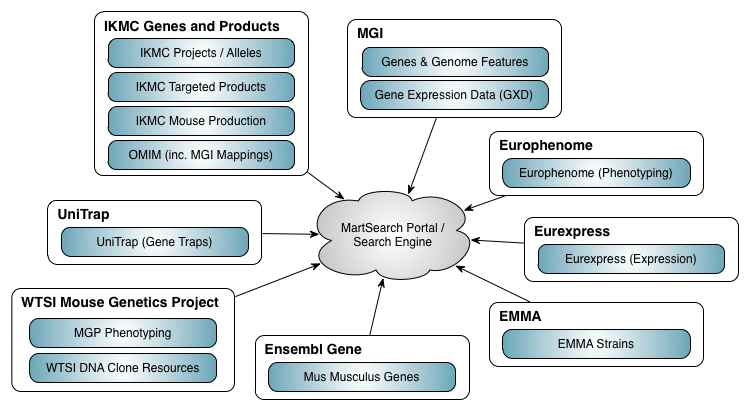 IKMC Genes and Products
IKMC Projects / Alleles
IKMC Targeted Products
IKMC Mouse Production
OMIM (inc. MGI Mappings)
MGI
Genes & Genome Features
Gene Expression Data (GXD)
Europhenome
Europhenome (Phenotyping)
UniTrap
UniTrap (Gene Traps)
MartSearch Portal /
Search Engine
Eurexpress
Eurexpress (Expression)
WTSI Mouse Genetics Project
MGP Phenotyping
WTSI DNA Clone Resources
Ensembl Gene
Mus Musculus Genes
EMMA
EMMA Strains